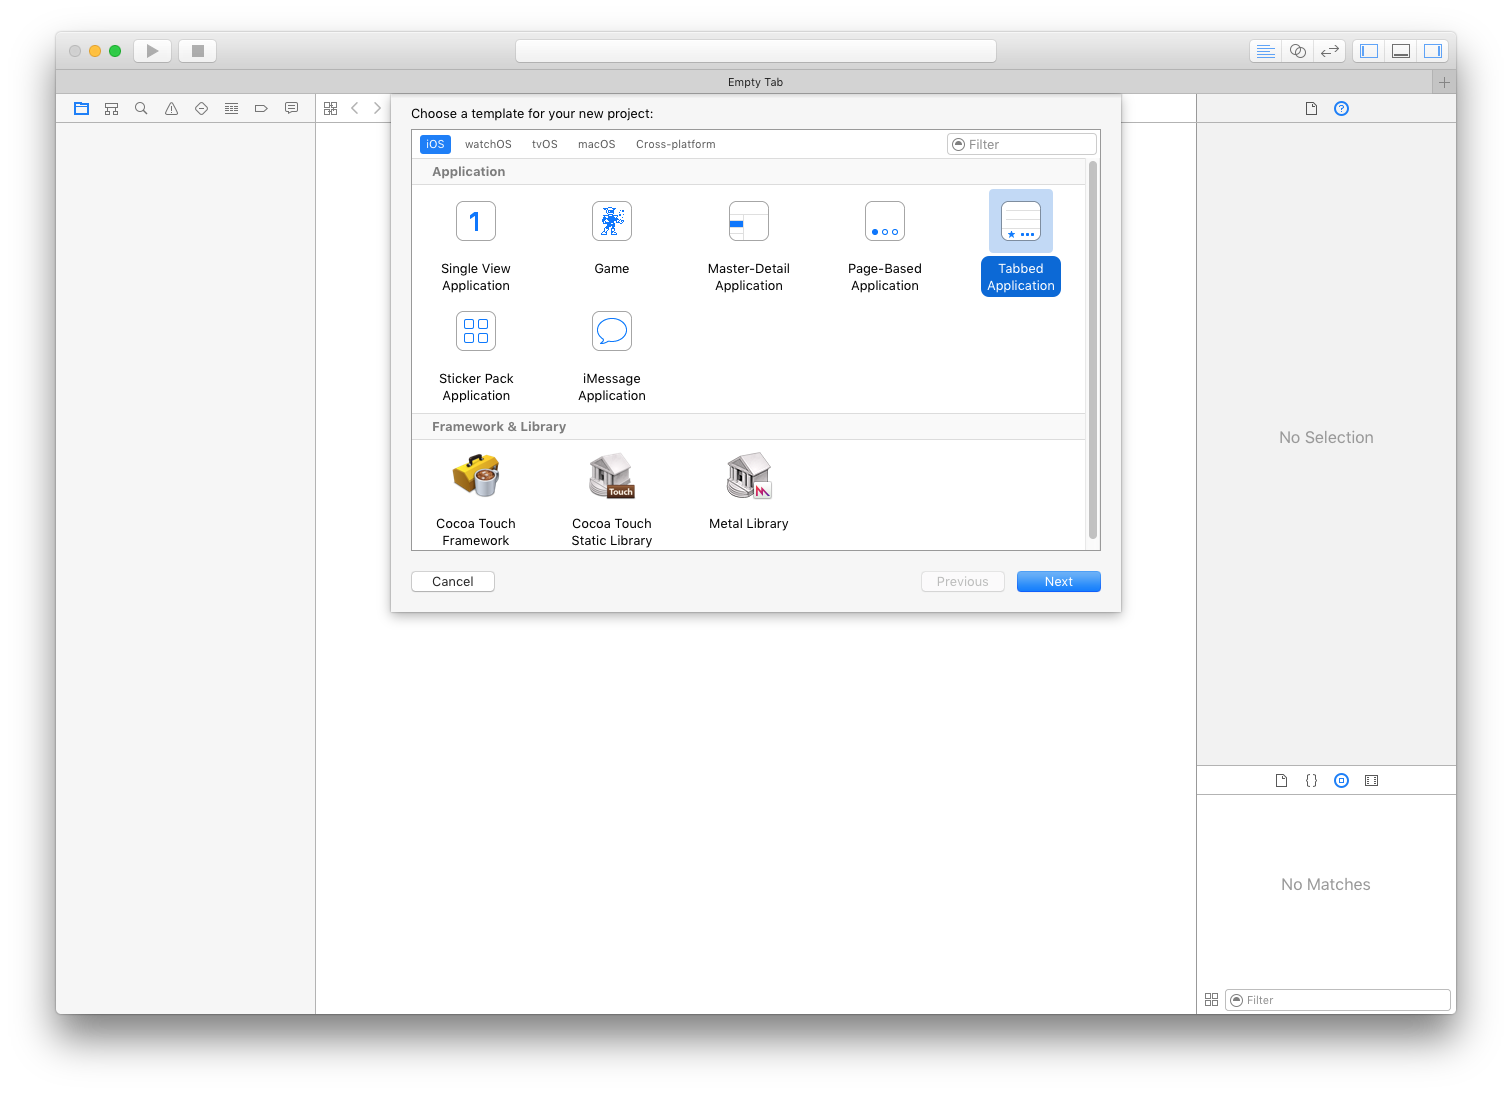 Empty Tab
Choose a template for your new project:
iOS watchOS tvOS macOS Cross-platform Filter
Application
1
Single View Application
Game
Master-Detail Application
Page-Based Application
Tabbed Application
Sticker Pack Application
iMessage Application
Framework & Library
Touch
Cocoa Touch Framework
Cocoa Touch Static Library
Metal Library
Cancel Previous Next
No Selection
{}
No Matches
Filter